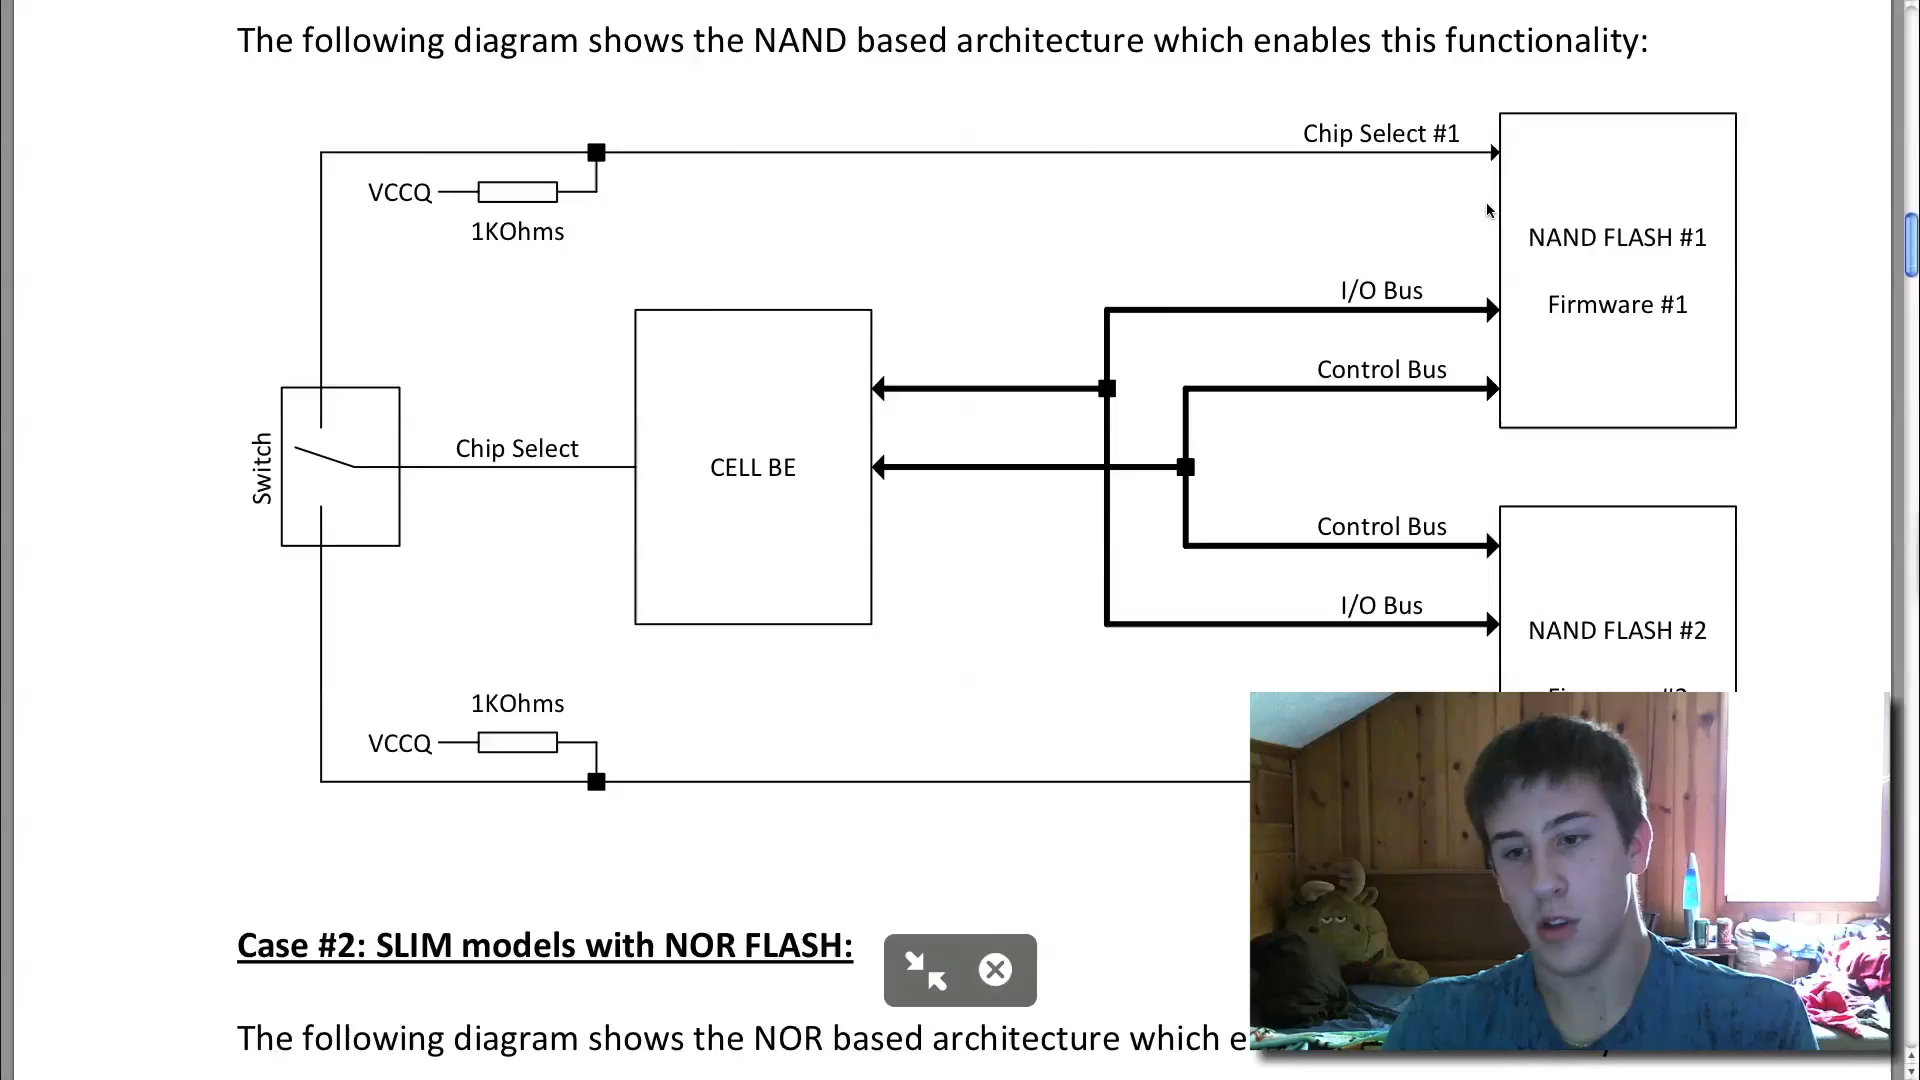 The following diagram shows the NAND based architecture which enables this functionality:
Chip Select #1
VCCQ
1KOhms
NAND FLASH #1
I/O Bus
Firmware #1
Control Bus
Switch
Chip Select
CELL BE
Control Bus
I/O Bus
NAND FLASH #2
1KOhms
VCCQ
Case #2: SLIM models with NOR FLASH:
The following diagram shows the NOR based architecture which